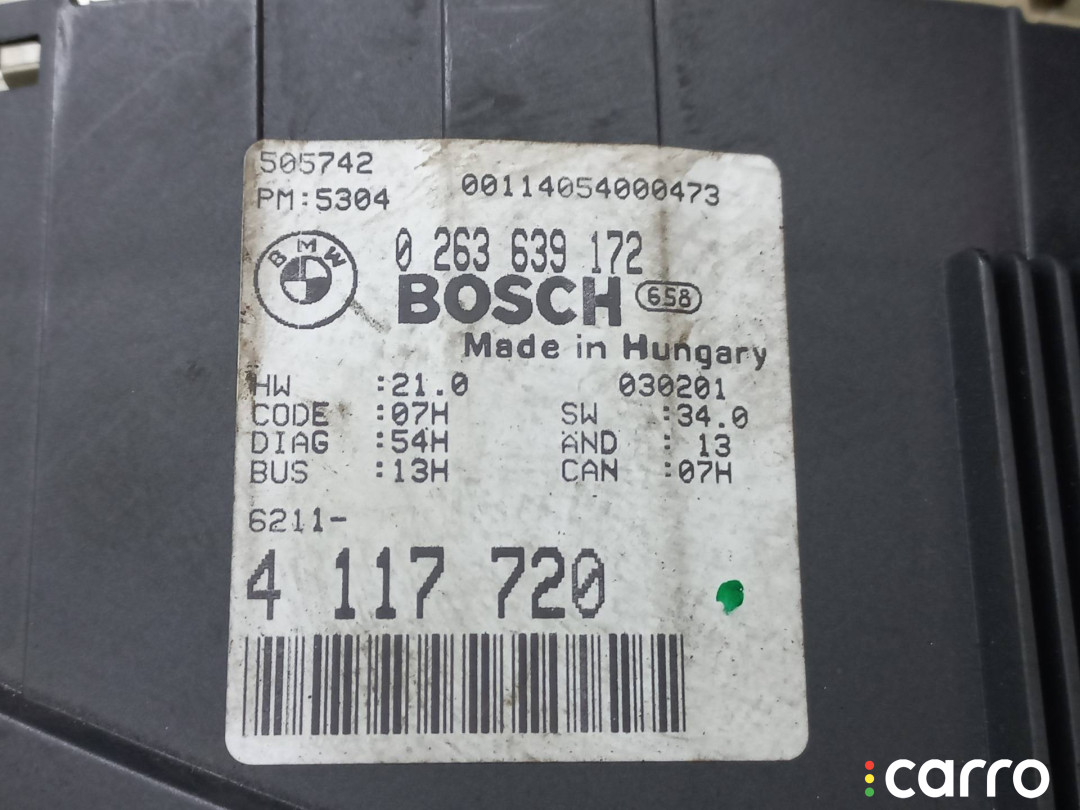 505742
PM:5304
00114054000473
BMW
0 263 639 172
BOSCH 658
Made in Hungary
HW :21.0 030201
CODE :07H SW :34.0
DIAG :54H AND : 13
BUS :13H CAN :07H
6211-
4 117 720
carro